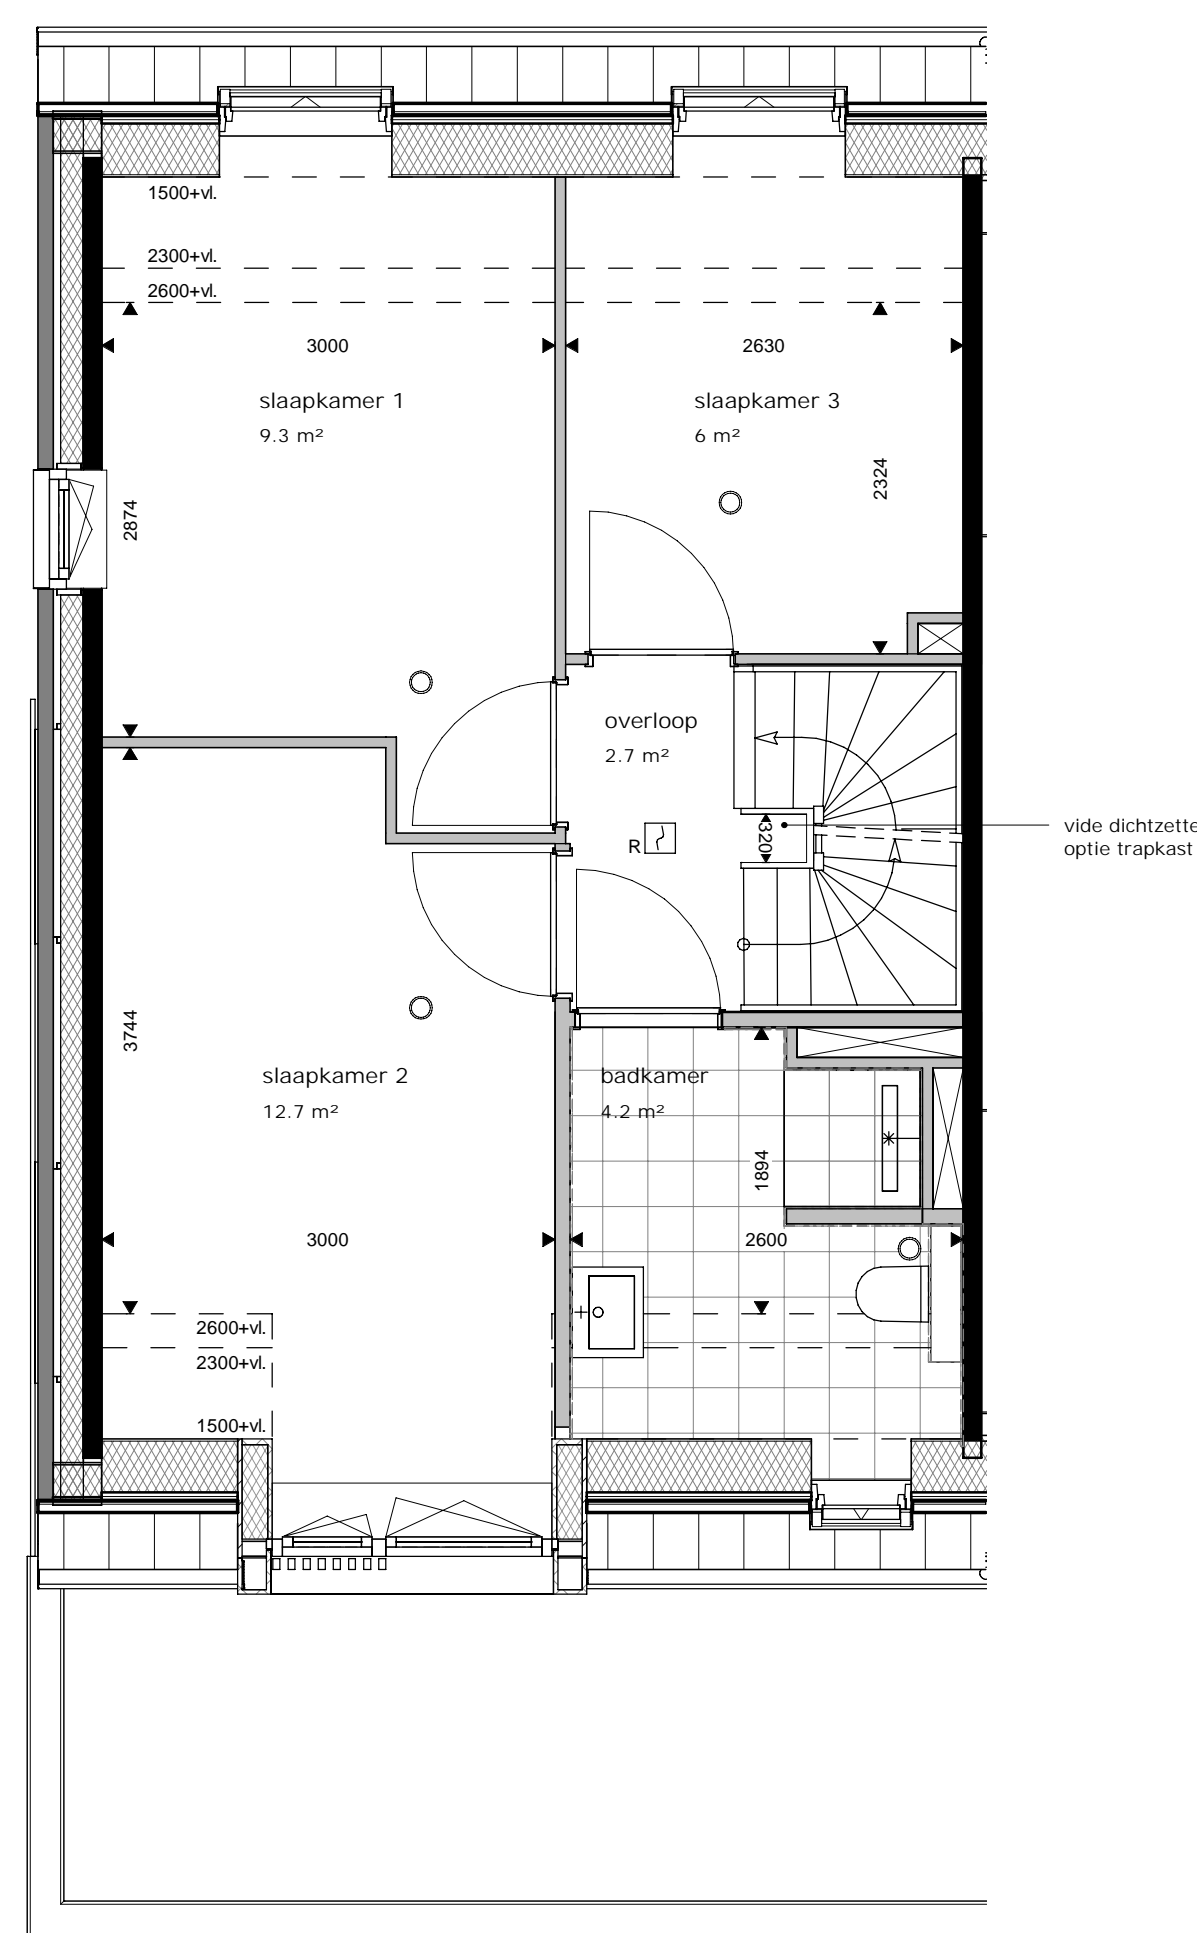 1500+vl.
2300+vl.
2600+vl.
3000
2630
slaapkamer 1
9.3 m²
slaapkamer 3
6 m²
2874
2324
overloop
2.7 m²
R
320
vide dichtzette
optie trapkast
3744
slaapkamer 2
12.7 m²
badkamer
4.2 m²
1894
3000
2600
2600+vl.
2300+vl.
1500+vl.